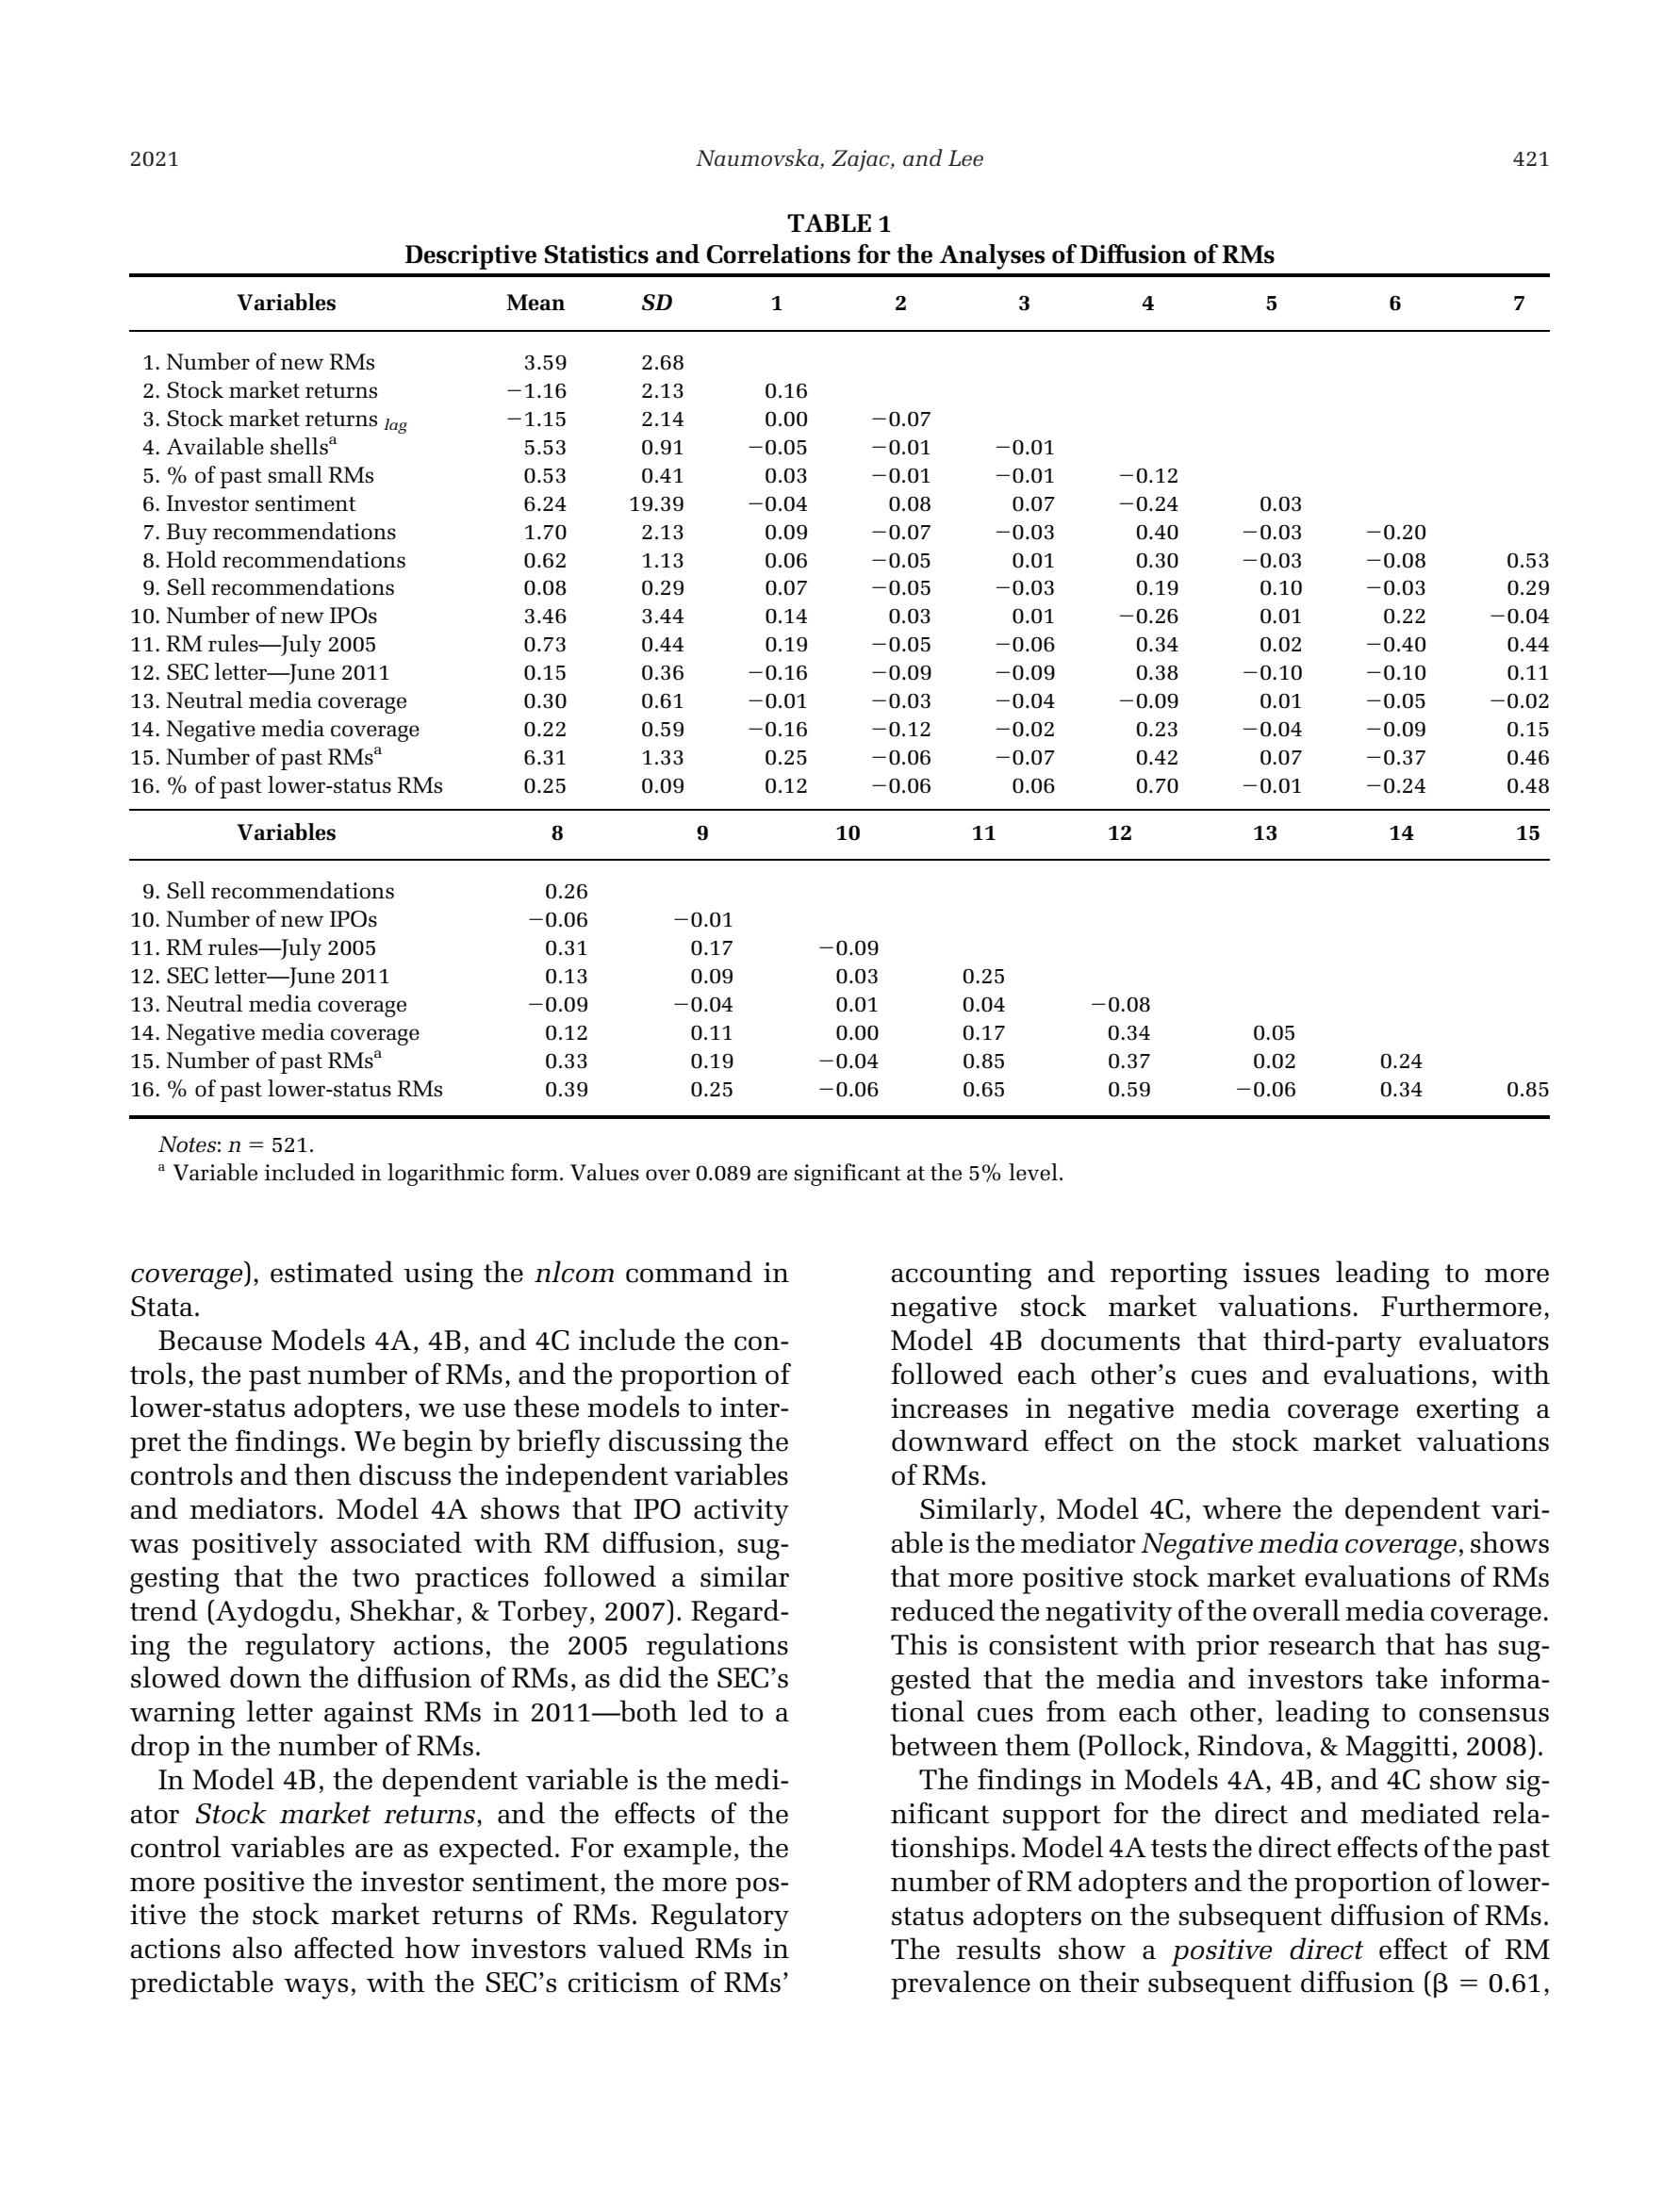 2021 Naumovska, Zajac, and Lee 421
TABLE 1
Descriptive Statistics and Correlations for the Analyses of Diffusion of RMs
Variables Mean SD 1 2 3 4 5 6 7
1. Number of new RMs 3.59 2.68
2. Stock market returns −1.16 2.13 0.16
3. Stock market returns lag −1.15 2.14 0.00 −0.07
4. Available shellsa 5.53 0.91 −0.05 −0.01 −0.01
5. % of past small RMs 0.53 0.41 0.03 −0.01 −0.01 −0.12
6. Investor sentiment 6.24 19.39 −0.04 0.08 0.07 −0.24 0.03
7. Buy recommendations 1.70 2.13 0.09 −0.07 −0.03 0.40 −0.03 −0.20
8. Hold recommendations 0.62 1.13 0.06 −0.05 0.01 0.30 −0.03 −0.08 0.53
9. Sell recommendations 0.08 0.29 0.07 −0.05 −0.03 0.19 0.10 −0.03 0.29
10. Number of new IPOs 3.46 3.44 0.14 0.03 0.01 −0.26 0.01 0.22 −0.04
11. RM rules—July 2005 0.73 0.44 0.19 −0.05 −0.06 0.34 0.02 −0.40 0.44
12. SEC letter—June 2011 0.15 0.36 −0.16 −0.09 −0.09 0.38 −0.10 −0.10 0.11
13. Neutral media coverage 0.30 0.61 −0.01 −0.03 −0.04 −0.09 0.01 −0.05 −0.02
14. Negative media coverage 0.22 0.59 −0.16 −0.12 −0.02 0.23 −0.04 −0.09 0.15
15. Number of past RMsa 6.31 1.33 0.25 −0.06 −0.07 0.42 0.07 −0.37 0.46
16. % of past lower-status RMs 0.25 0.09 0.12 −0.06 0.06 0.70 −0.01 −0.24 0.48
Variables 8 9 10 11 12 13 14 15
9. Sell recommendations 0.26
10. Number of new IPOs −0.06 −0.01
11. RM rules—July 2005 0.31 0.17 −0.09
12. SEC letter—June 2011 0.13 0.09 0.03 0.25
13. Neutral media coverage −0.09 −0.04 0.01 0.04 −0.08
14. Negative media coverage 0.12 0.11 0.00 0.17 0.34 0.05
15. Number of past RMsa 0.33 0.19 −0.04 0.85 0.37 0.02 0.24
16. % of past lower-status RMs 0.39 0.25 −0.06 0.65 0.59 −0.06 0.34 0.85
Notes: n = 521.
a Variable included in logarithmic form. Values over 0.089 are significant at the 5% level.
coverage), estimated using the nlcom command in
Stata.
Because Models 4A, 4B, and 4C include the con-
trols, the past number of RMs, and the proportion of
lower-status adopters, we use these models to inter-
pret the findings. We begin by briefly discussing the
controls and then discuss the independent variables
and mediators. Model 4A shows that IPO activity
was positively associated with RM diffusion, sug-
gesting that the two practices followed a similar
trend (Aydogdu, Shekhar, & Torbey, 2007). Regard-
ing the regulatory actions, the 2005 regulations
slowed down the diffusion of RMs, as did the SEC's
warning letter against RMs in 2011—both led to a
drop in the number of RMs.
In Model 4B, the dependent variable is the medi-
ator Stock market returns, and the effects of the
control variables are as expected. For example, the
more positive the investor sentiment, the more pos-
itive the stock market returns of RMs. Regulatory
actions also affected how investors valued RMs in
predictable ways, with the SEC's criticism of RMs'
accounting and reporting issues leading to more
negative stock market valuations. Furthermore,
Model 4B documents that third-party evaluators
followed each other's cues and evaluations, with
increases in negative media coverage exerting a
downward effect on the stock market valuations
of RMs.
Similarly, Model 4C, where the dependent vari-
able is the mediator Negative media coverage, shows
that more positive stock market evaluations of RMs
reduced the negativity of the overall media coverage.
This is consistent with prior research that has sug-
gested that the media and investors take informa-
tional cues from each other, leading to consensus
between them (Pollock, Rindova, & Maggitti, 2008).
The findings in Models 4A, 4B, and 4C show sig-
nificant support for the direct and mediated rela-
tionships. Model 4A tests the direct effects of the past
number of RM adopters and the proportion of lower-
status adopters on the subsequent diffusion of RMs.
The results show a positive direct effect of RM
prevalence on their subsequent diffusion (β = 0.61,